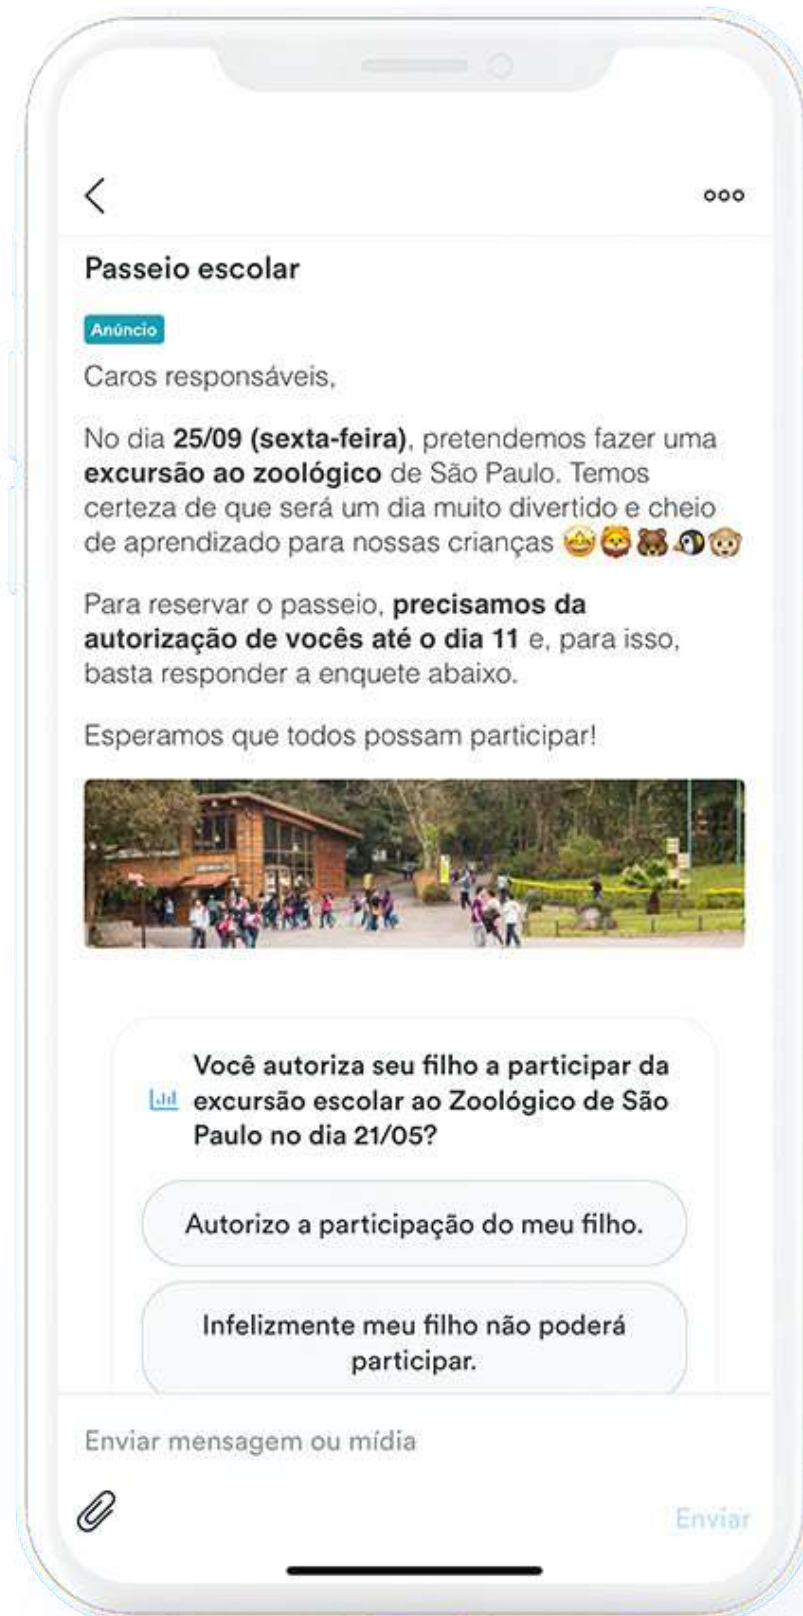 Passeio escolar
Anúncio
Caros responsáveis,
No dia 25/09 (sexta-feira), pretendemos fazer uma
excursão ao zoológico de São Paulo. Temos
certeza de que será um dia muito divertido e cheio
de aprendizado para nossas crianças 🤩🦁🐻🐧🐵
Para reservar o passeio, precisamos da
autorização de vocês até o dia 11 e, para isso,
basta responder a enquete abaixo.
Esperamos que todos possam participar!
Você autoriza seu filho a participar da
excursão escolar ao Zoológico de São
Paulo no dia 21/05?
Autorizo a participação do meu filho.
Infelizmente meu filho não poderá
participar.
Enviar mensagem ou mídia
Enviar